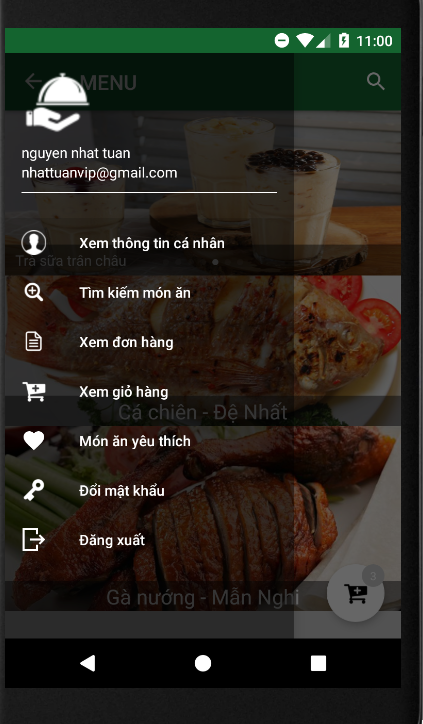 11:00
MENU
nguyen nhat tuan
nhattuanvip@gmail.com
Xem thông tin cá nhân
Trà sữa trân châu
Tìm kiếm món ăn
Xem đơn hàng
Xem giỏ hàng
Cá chiên - Đệ Nhất
Món ăn yêu thích
Đổi mật khẩu
Đăng xuất
3
Gà nướng - Mẫn Nghi